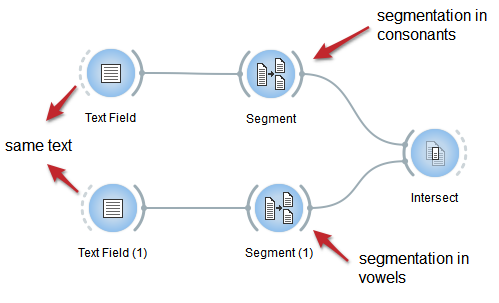 segmentation in
consonants
Text Field
Segment
same text
Intersect
Text Field (1)
Segment (1)
segmentation in
vowels